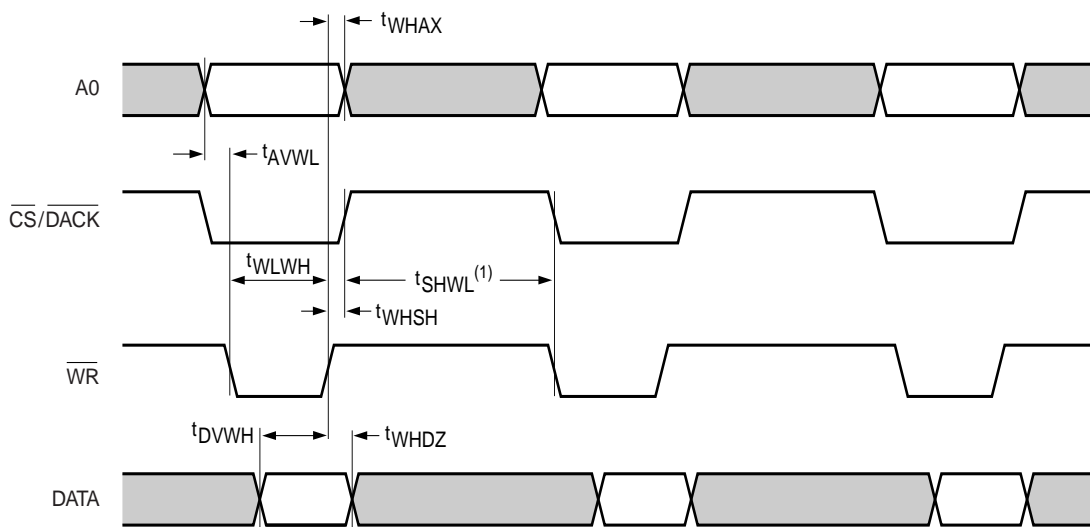 tWHAX
A0
tAVWL
CS/DACK
tWLWH
tSHWL(1)
tWHSH
WR
tDVWH
tWHDZ
DATA